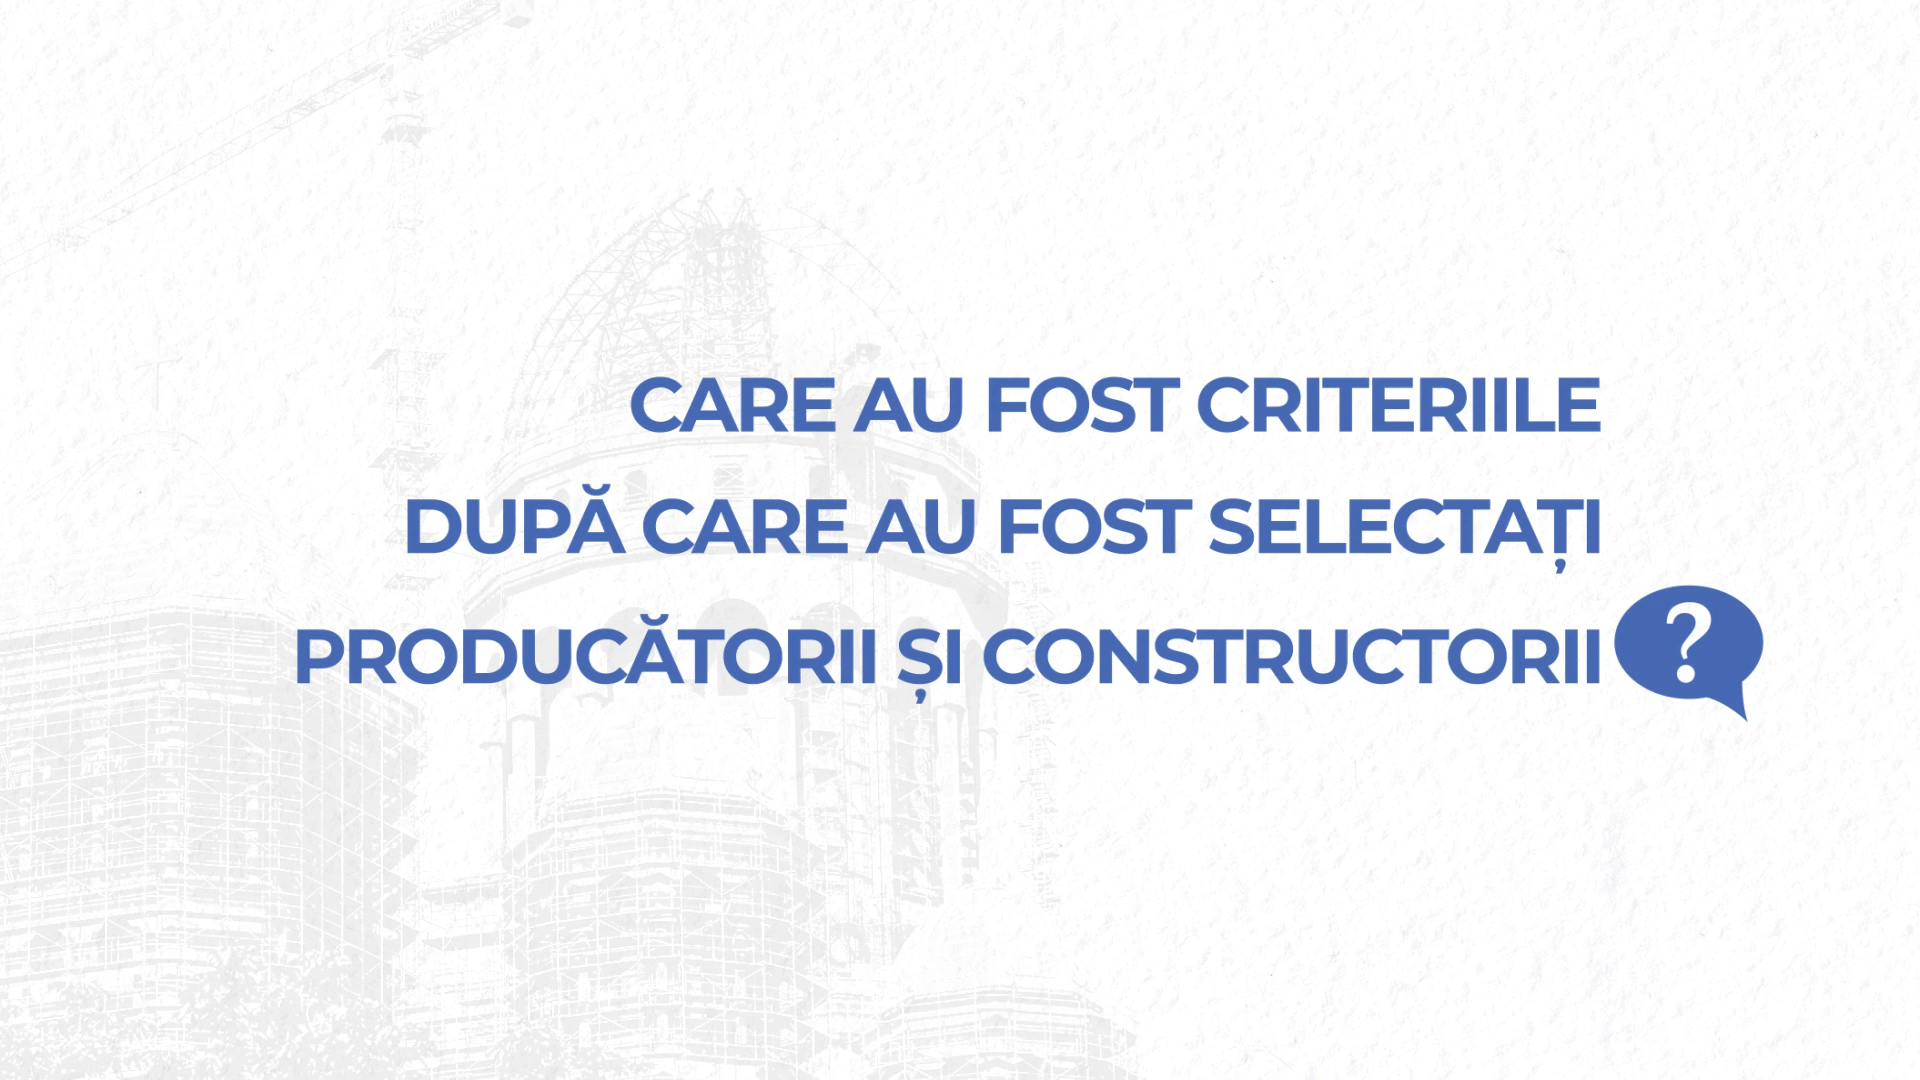 CARE AU FOST CRITERIILE
DUPĂ CARE AU FOST SELECTAȚI
PRODUCĂTORII ȘI CONSTRUCTORII ?